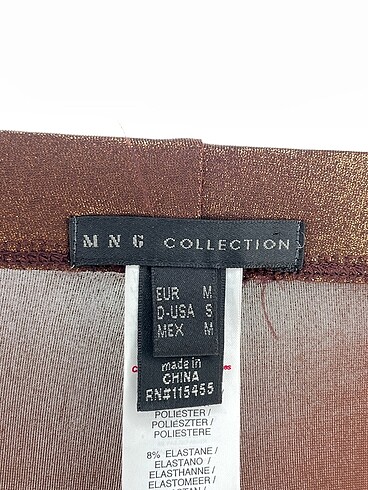 MNG COLLECTION
EUR M
D-USA S
MEX M
made in
CHINA
RN#115455
POLIESTER /
POLIESZTER /
POLIESTERE
8% ELASTANE /
ELASTANO /
ELASTHANNE /
ELASTOMEER /